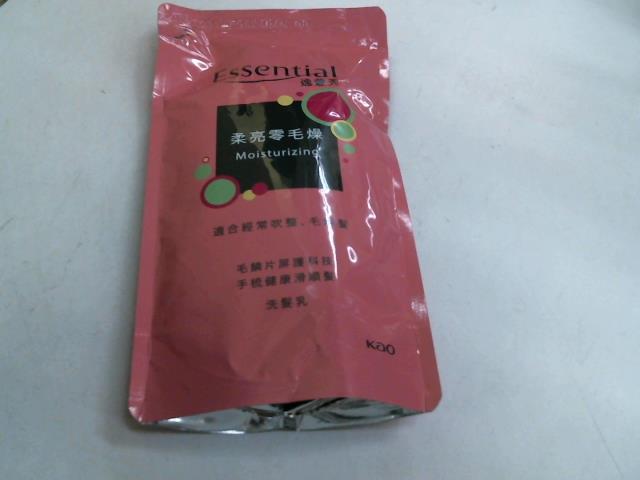 Essential
逸萱秀
柔亮零毛燥
Moisturizing
適合經常吹整、毛燥髮
毛鱗片屏護科技
手梳健康滑順髮
洗髮乳
Kao